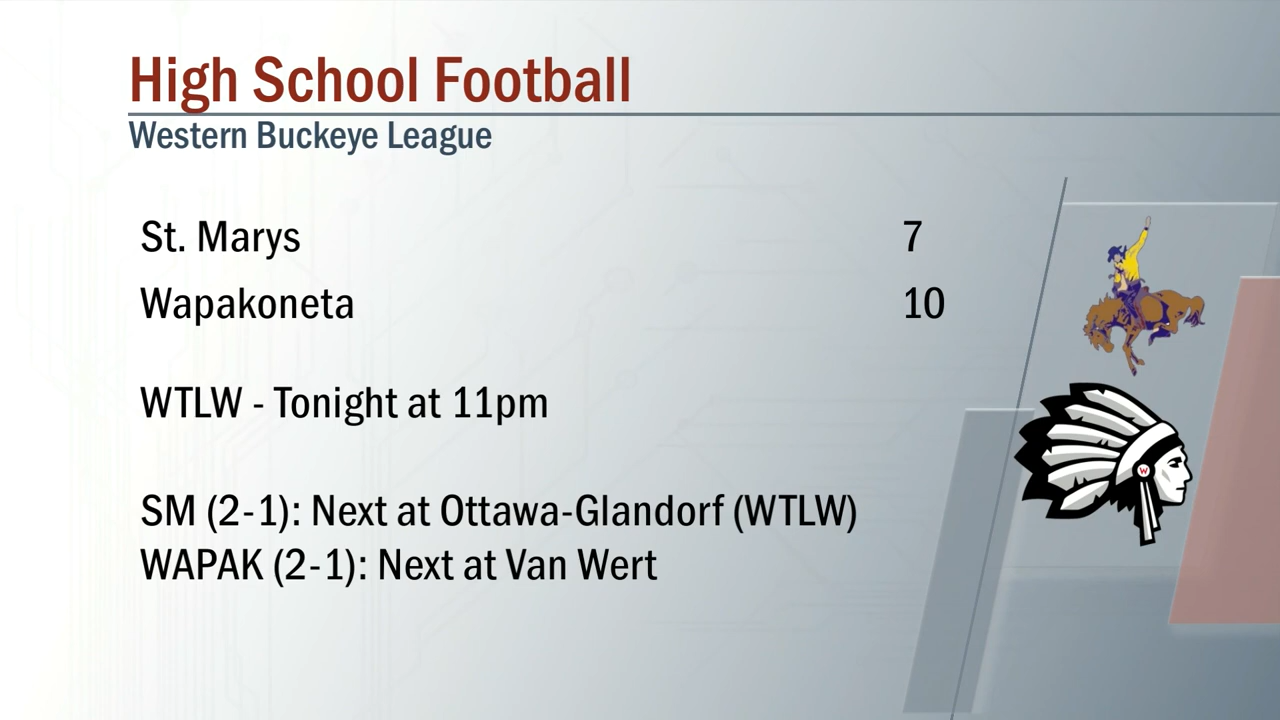 High School Football
Western Buckeye League
St. Marys 7
Wapakoneta 10
WTLW - Tonight at 11pm
SM (2-1): Next at Ottawa-Glandorf (WTLW)
WAPAK (2-1): Next at Van Wert
W